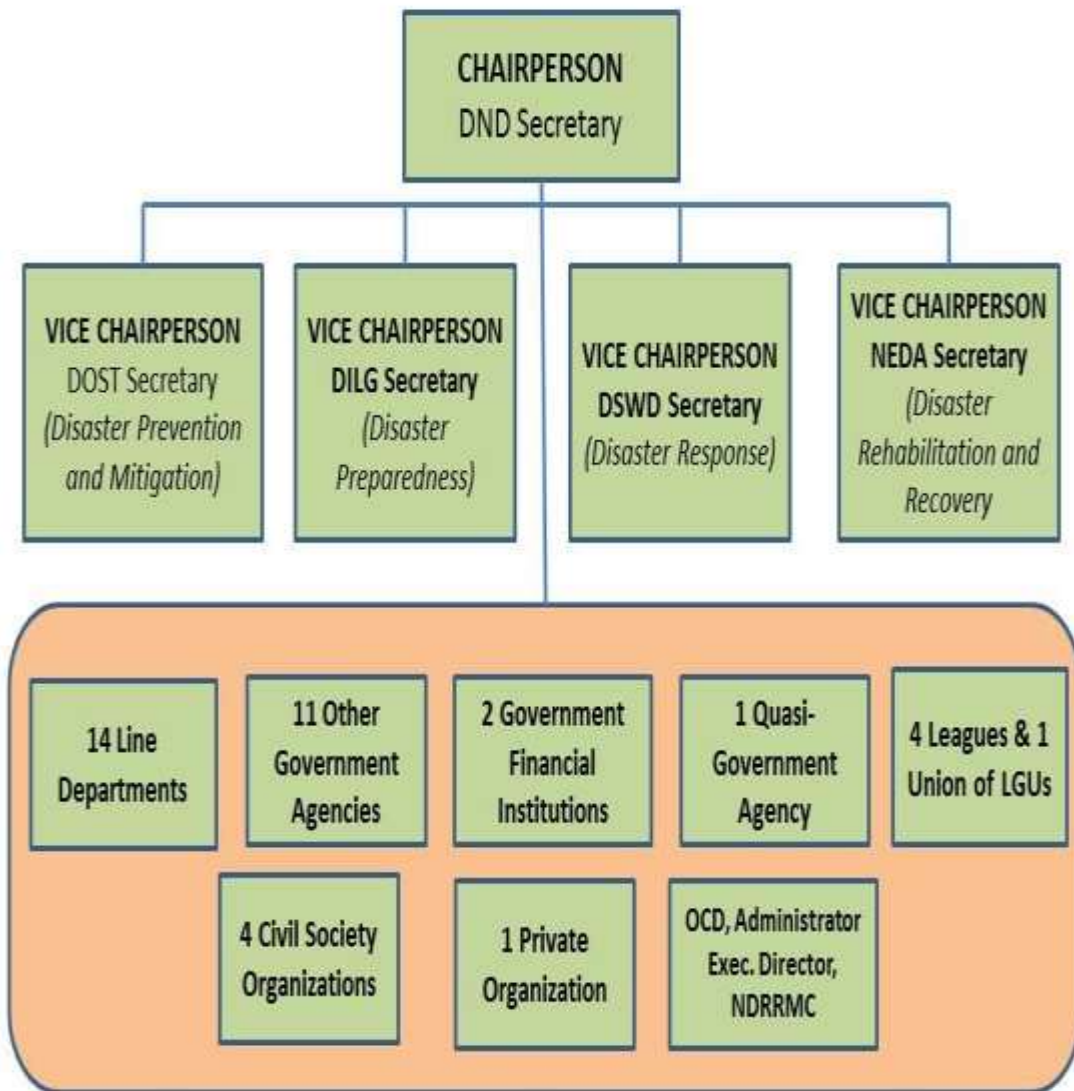 CHAIRPERSON
DND Secretary
VICE CHAIRPERSON
DOST Secretary
(Disaster Prevention
and Mitigation)
VICE CHAIRPERSON
DILG Secretary
(Disaster
Preparedness)
VICE CHAIRPERSON
DSWD Secretary
(Disaster Response)
VICE CHAIRPERSON
NEDA Secretary
(Disaster
Rehabilitation and
Recovery
14 Line
Departments
11 Other
Government
Agencies
2 Government
Financial
Institutions
1 Quasi-
Government
Agency
4 Leagues & 1
Union of LGUs
4 Civil Society
Organizations
1 Private
Organization
OCD, Administrator
Exec. Director,
NDRRMC